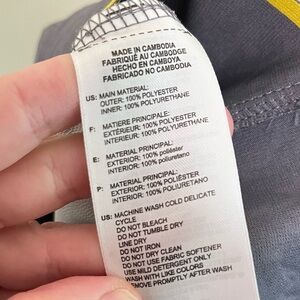 MADE IN CAMBODIA
FABRIQUÉ AU CAMBODGE
HECHO EN CAMBOYA
FABRICADO NO CAMBODIA
US: MAIN MATERIAL:
OUTER: 100% POLYESTER
INNER: 100% POLYURETHANE
F: MATIERE PRINCIPALE:
EXTÉRIEUR: 100% POLYESTER
INTERIOR: 100% POLYURETHANE
E: MATERIAL PRINCIPAL:
EXTERIOR: 100% poliéster
INTERIOR: 100% poliuretano
P: MATERIAL PRINCIPAL:
EXTERIOR: 100% POLIÉSTER
INTERIOR: 100% POLIURETANO
US: MACHINE WASH COLD DELICATE
CYCLE
DO NOT BLEACH
DO NOT TUMBLE DRY
LINE DRY
DO NOT IRON
DO NOT DRY CLEAN
DO NOT USE FABRIC SOFTENER
USE MILD DETERGENT ONLY
WASH WITH LIKE COLORS
REMOVE PROMPTLY AFTER WASH